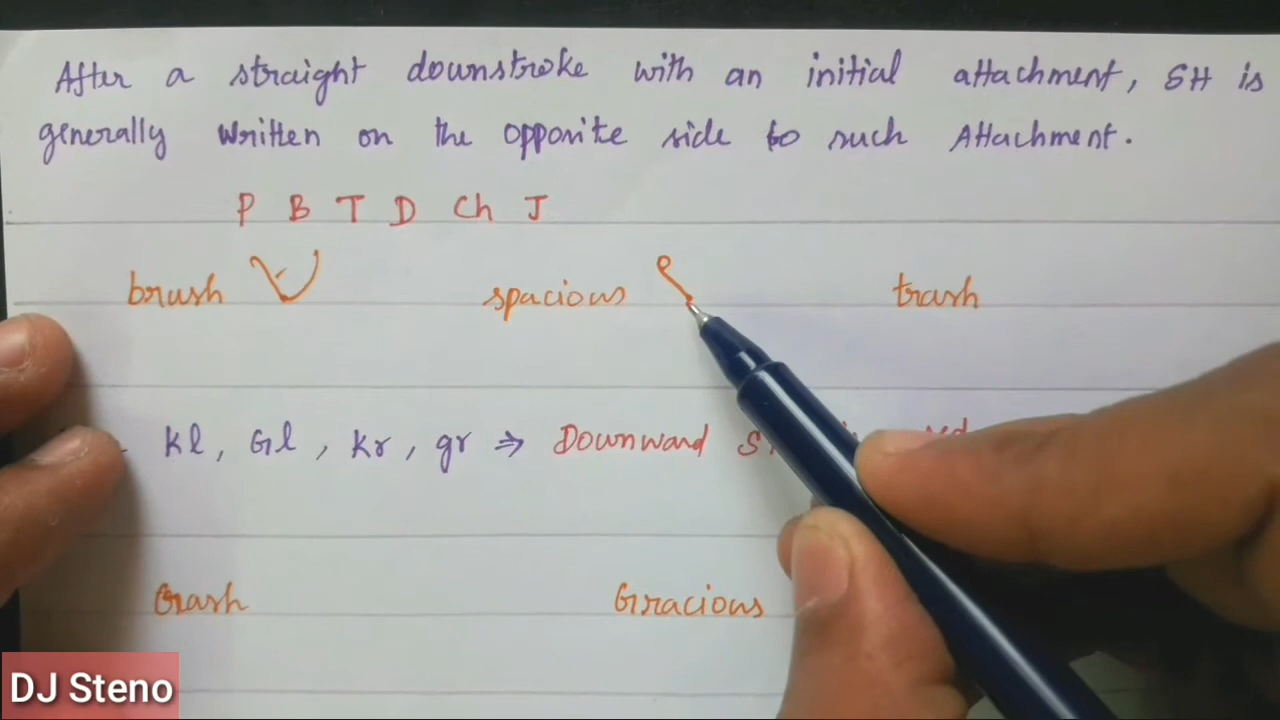 After a straight downstroke with an initial attachment, SH is
generally written on the opposite side to such Attachment.
P B T D Ch J
brush spacious trash
Kl, Gl, Kr, gr ⇒ Downward
Crash Gracious
DJ Steno